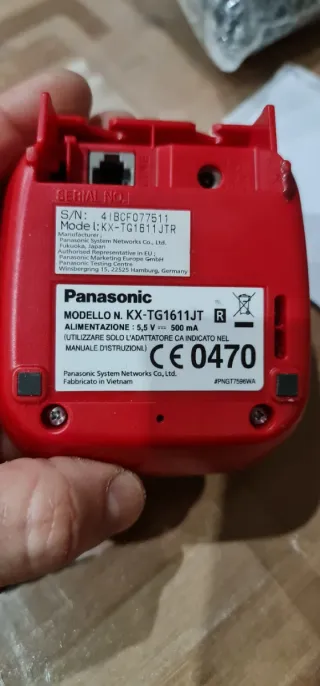 SERIAL NO.
S/N: 4IBCF077511
Model:KX-TG1611JTR
Manufacturer:
Panasonic System Networks Co., Ltd.
Fukuoka, Japan
Authorised Representative in EU:
Panasonic Marketing Europe GmbH
Panasonic Testing Centre
Winsbergring 15, 22525 Hamburg, Germany
Panasonic
MODELLO N. KX-TG1611JT R
ALIMENTAZIONE : 5,5 V 500 mA
(UTILIZZARE SOLO L'ADATTATORE CA INDICATO NEL
MANUALE D'ISTRUZIONI.)
CE 0470
Panasonic System Networks Co., Ltd.
Fabbricato in Vietnam
#PNGT7596WA